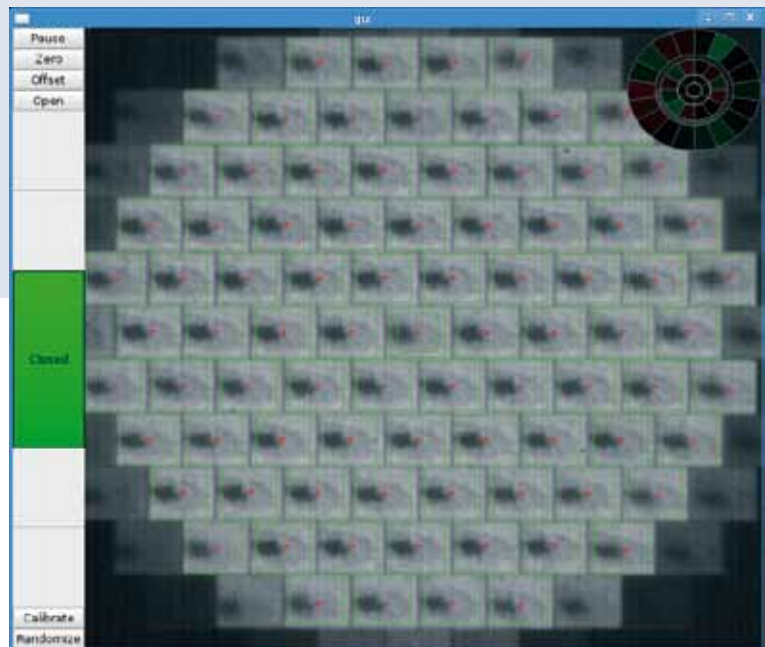 gui
Pause
Zero
Offset
Open
Closed
Calibrate
Randomize